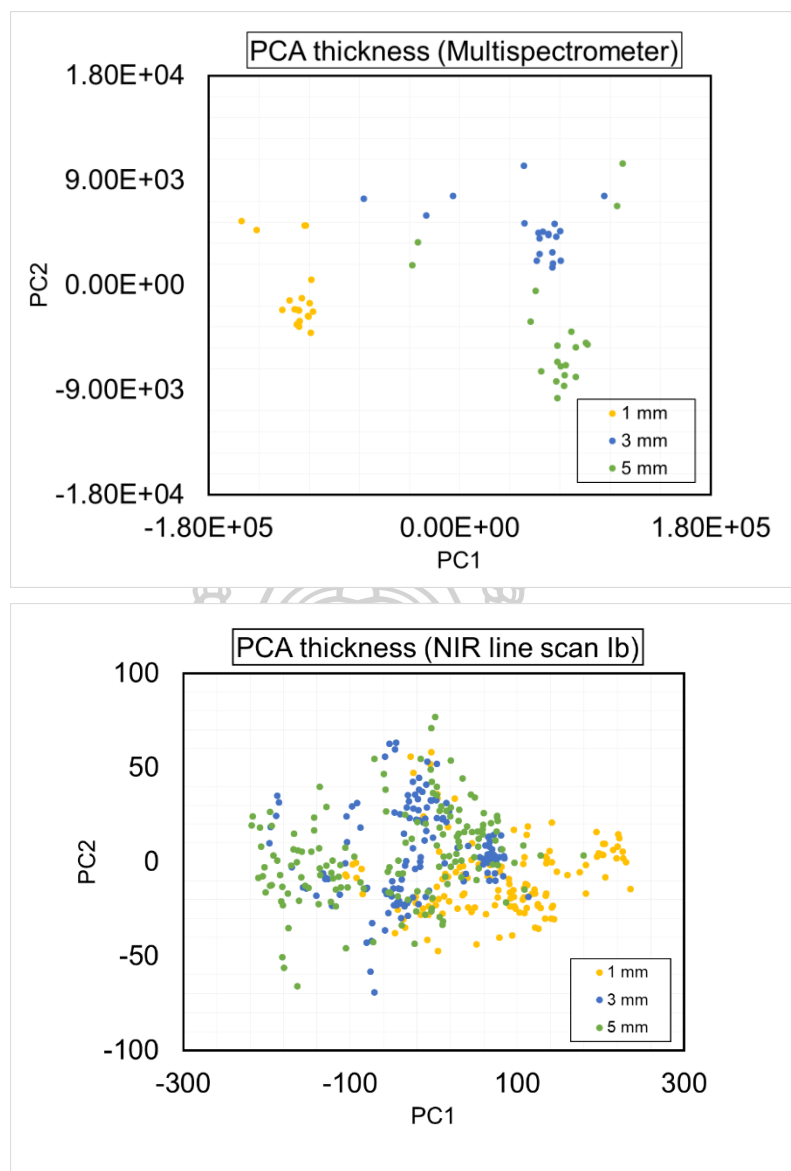 PCA thickness (Multispectrometer)
1.80E+04
9.00E+03
0.00E+00
-9.00E+03
-1.80E+04
PC2
1 mm
3 mm
5 mm
-1.80E+05 0.00E+00 1.80E+05
PC1
PCA thickness (NIR line scan Ib)
100
50
0
-50
-100
PC2
1 mm
3 mm
5 mm
-300 -100 100 300
PC1